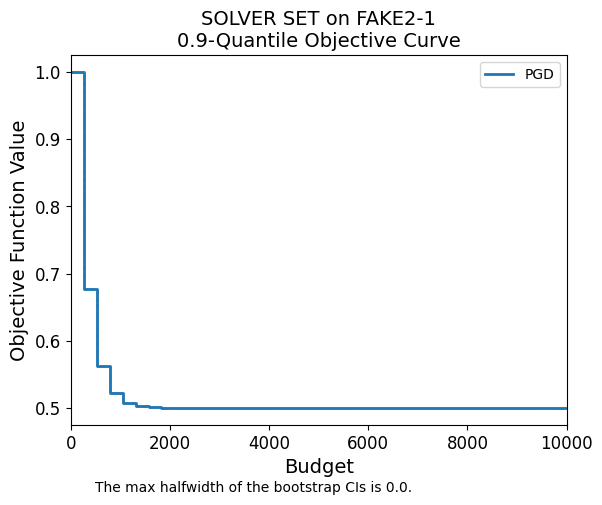 SOLVER SET on FAKE2-1
0.9-Quantile Objective Curve
PGD
Objective Function Value
1.0
0.9
0.8
0.7
0.6
0.5
0 2000 4000 6000 8000 10000
Budget
The max halfwidth of the bootstrap CIs is 0.0.